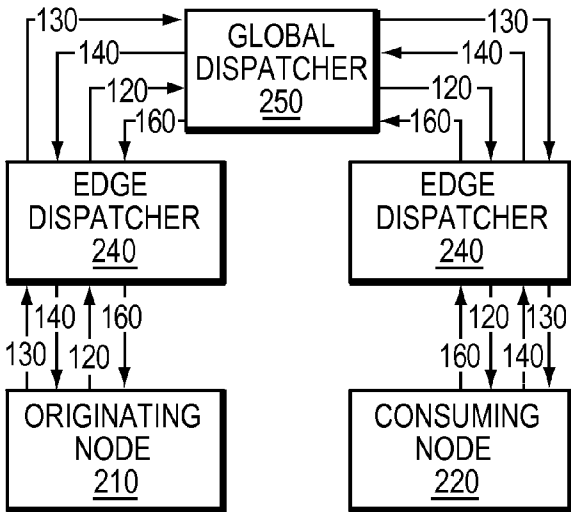 130
GLOBAL
DISPATCHER
250
130
140
140
120
120
160
160
EDGE
DISPATCHER
240
EDGE
DISPATCHER
240
130
140
120
160
160
120
140
130
ORIGINATING
NODE
210
CONSUMING
NODE
220